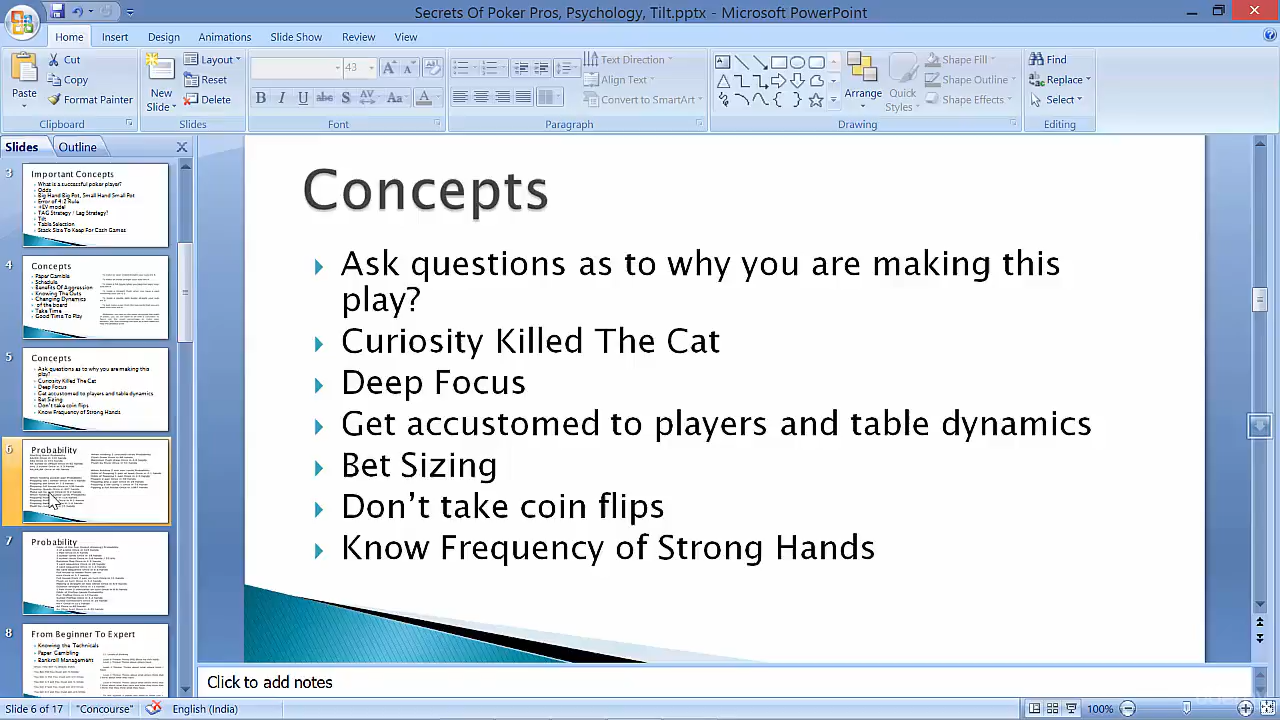 Secrets Of Poker Pros, Psychology, Tilt.pptx - Microsoft PowerPoint
Home Insert Design Animations Slide Show Review View
Paste
Cut
Copy
Format Painter
Clipboard
New Slide
Layout
Reset
Delete
Slides
43
Font
Text Direction
Align Text
Convert to SmartArt
Paragraph
Arrange
Quick Styles
Shape Fill
Shape Outline
Shape Effects
Drawing
Find
Replace
Select
Editing
Slides Outline
3
Important Concepts
What is a successful poker player?
Odds
Big Hand Big Pot, Small Hand Small Pot
Error of 4:2 Rule
+EV model
TAG Strategy / Lag Strategy?
Tilt
Table Selection
Stack Size To Keep For Cash Games
4
Concepts
Paper Gamble
Schedule
Benefits Of Aggression
Knowing The Outs
Changing Dynamics
of the board
Take Time
Good Time To Play
5
Concepts
Ask questions as to why you are making this
play?
Curiosity Killed The Cat
Deep Focus
Get accustomed to players and table dynamics
Bet Sizing
Don't take coin flips
Know Frequency of Strong Hands
6
Probability
7
Probability
8
From Beginner To Expert
Knowing the Technicals
Paper Gambling
Bankroll Management
Concepts
Ask questions as to why you are making this
play?
Curiosity Killed The Cat
Deep Focus
Get accustomed to players and table dynamics
Bet Sizing
Don't take coin flips
Know Frequency of Strong Hands
Click to add notes
Slide 6 of 17
"Concourse"
English (India)
100%